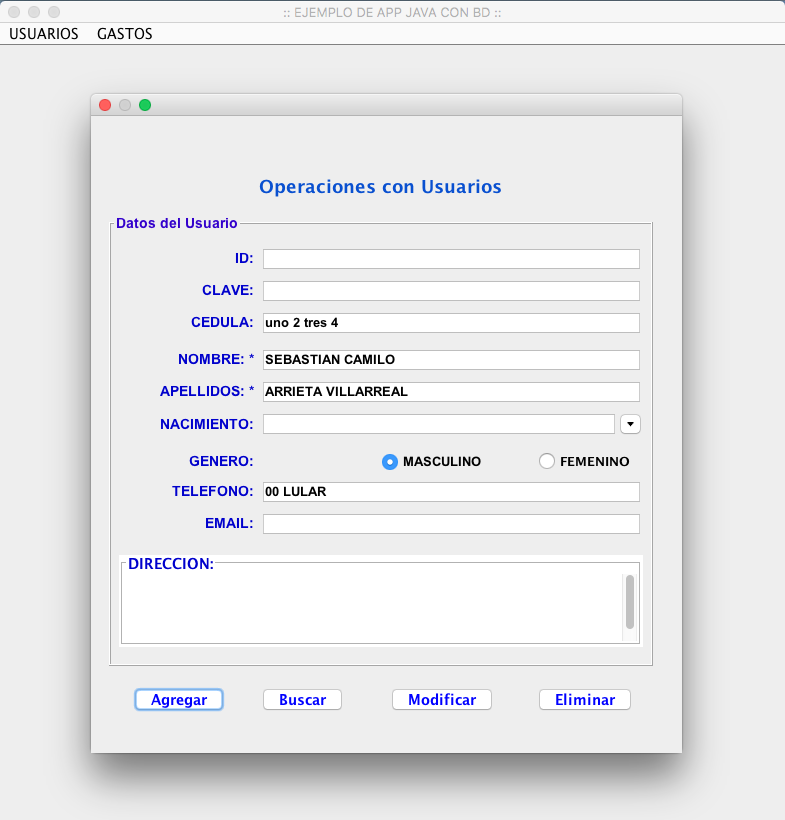 :: EJEMPLO DE APP JAVA CON BD ::
USUARIOS GASTOS
Operaciones con Usuarios
Datos del Usuario
ID:
CLAVE:
CEDULA: uno 2 tres 4
NOMBRE: * SEBASTIAN CAMILO
APELLIDOS: * ARRIETA VILLARREAL
NACIMIENTO:
GENERO: MASCULINO FEMENINO
TELEFONO: 00 LULAR
EMAIL:
DIRECCION:
Agregar Buscar Modificar Eliminar